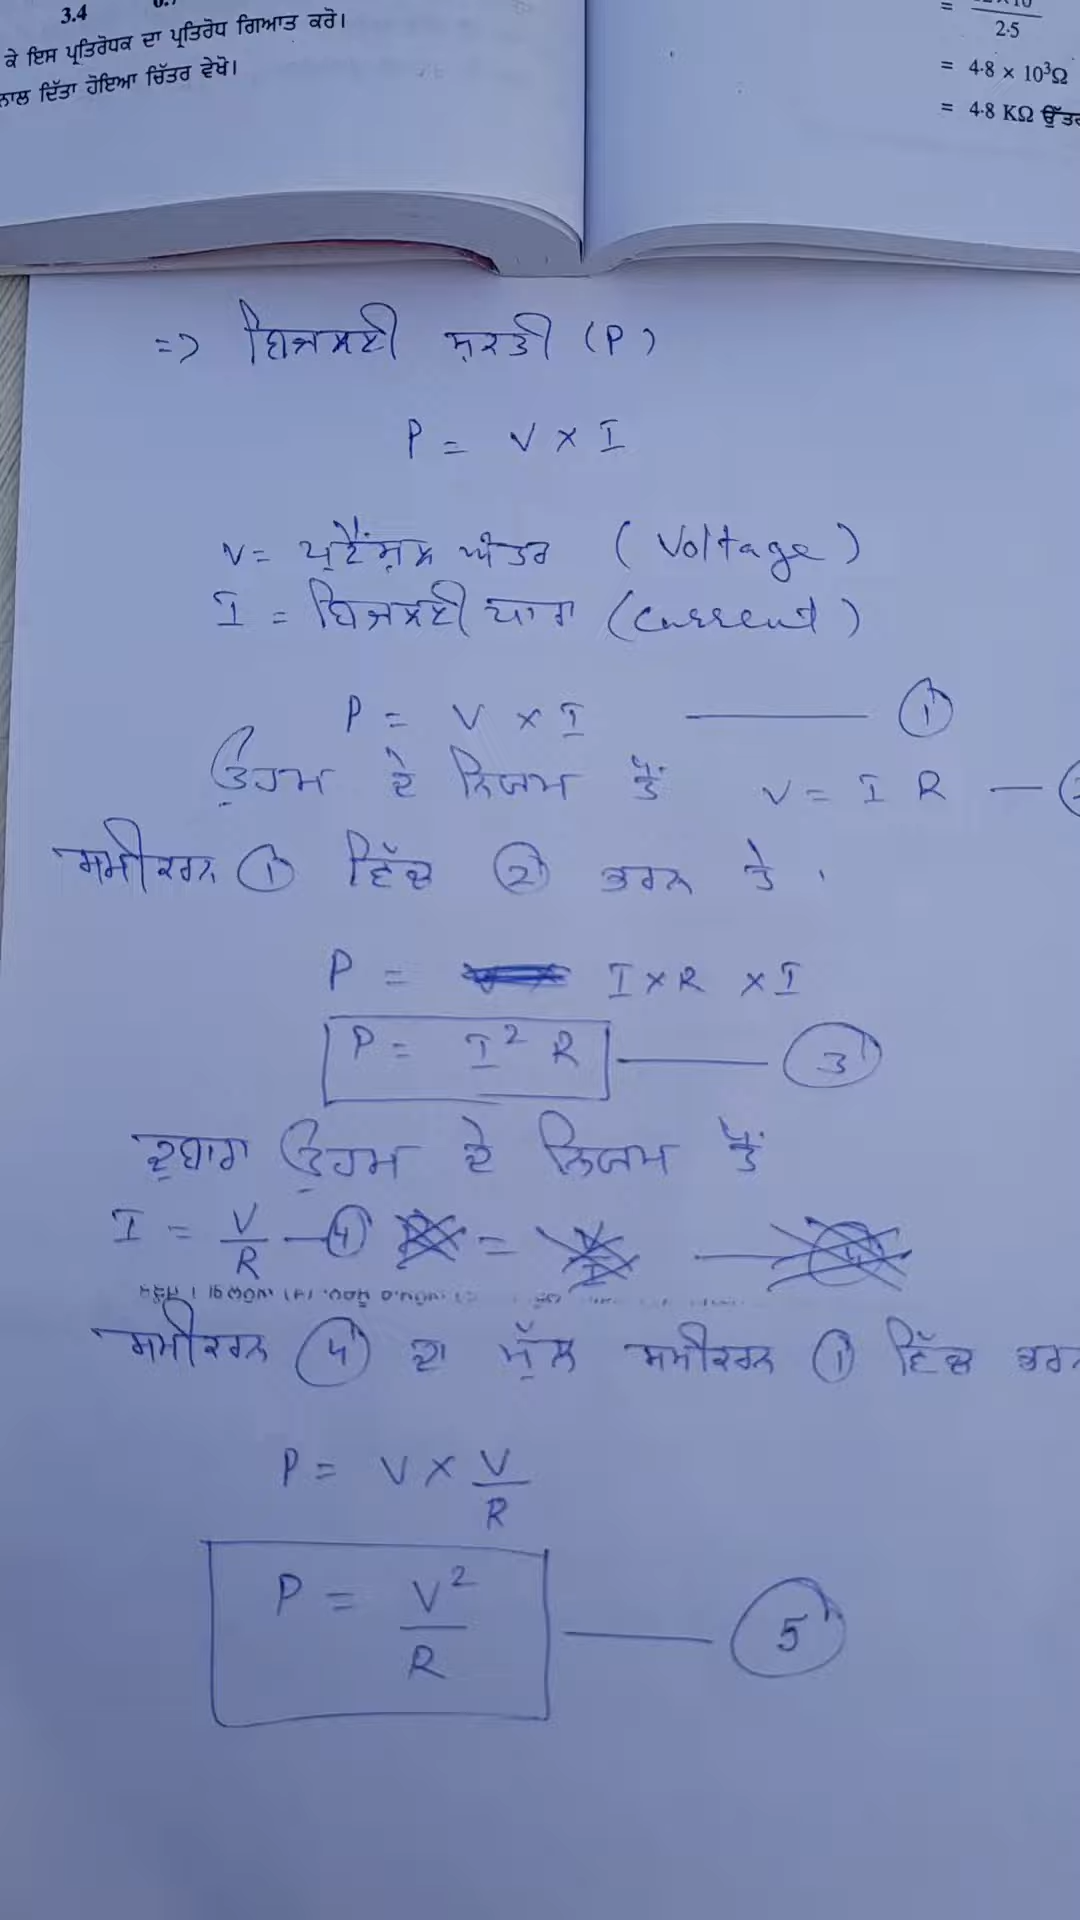 3.4
ਕੇ ਇਸ ਪ੍ਰਤਿਰੋਧਕ ਦਾ ਪ੍ਰਤਿਰੋਧ ਗਿਆਤ ਕਰੋ।
ਨਾਲ ਦਿੱਤਾ ਹੋਇਆ ਚਿੱਤਰ ਵੇਖੋ।
=
2·5
= 4·8 × 10³Ω
= 4·8 KΩ ਉੱਤਰ
=> ਬਿਜਲਈ ਸ਼ਕਤੀ (P)
P = V × I
V = ਪੁਟੈਂਸ਼ਲ ਅੰਤਰ (Voltage)
I = ਬਿਜਲਈ ਧਾਰਾ (Current)
P = V × I —— 1
ਓਹਮ ਦੇ ਨਿਯਮ ਤੋਂ V = I R —
ਸਮੀਕਰਨ 1 ਵਿੱਚ 2 ਭਰਨ ਤੇ
P = I × R × I
P = I² R —— 3
ਦੁਬਾਰਾ ਓਹਮ ਦੇ ਨਿਯਮ ਤੋਂ
I = V/R — 4
ਸਮੀਕਰਨ 4 ਦਾ ਮੁੱਲ ਸਮੀਕਰਨ 1 ਵਿੱਚ ਭਰਨ
P = V × V/R
P = V²/R —— 5